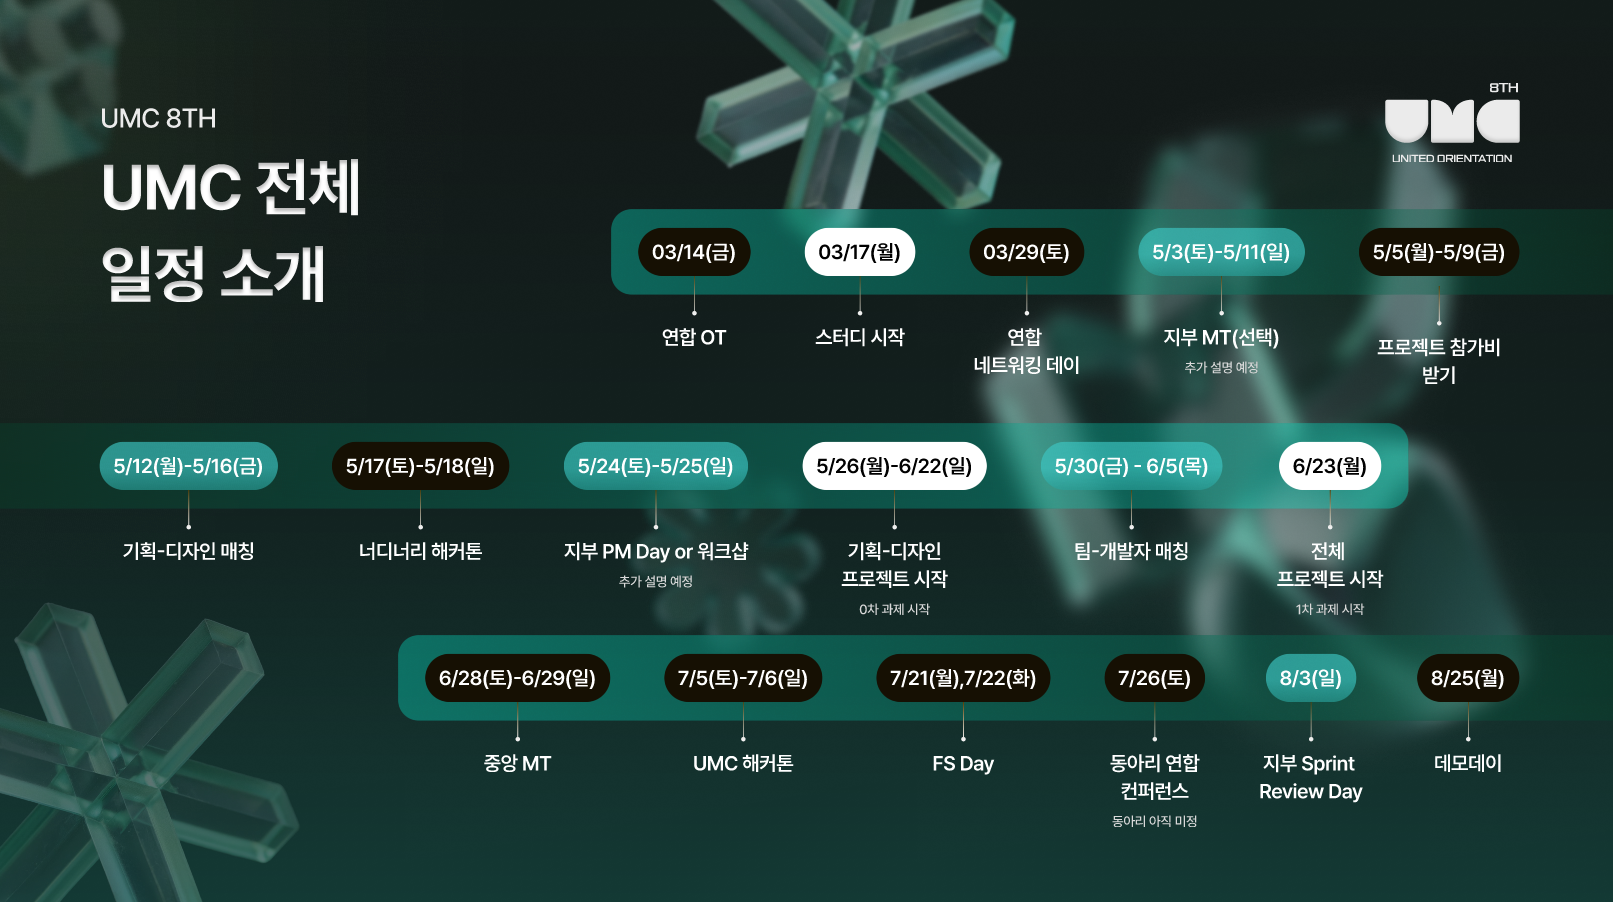 UMC 8TH
UMC 전체
일정 소개
8TH
UMC
UNITED ORIENTATION
03/14(금)
연합 OT
03/17(월)
스터디 시작
03/29(토)
연합
네트워킹 데이
5/3(토)-5/11(일)
지부 MT(선택)
추가 설명 예정
5/5(월)-5/9(금)
프로젝트 참가비
받기
5/12(월)-5/16(금)
기획-디자인 매칭
5/17(토)-5/18(일)
너디너리 해커톤
5/24(토)-5/25(일)
지부 PM Day or 워크샵
추가 설명 예정
5/26(월)-6/22(일)
기획-디자인
프로젝트 시작
0차 과제 시작
5/30(금) - 6/5(목)
팀-개발자 매칭
6/23(월)
전체
프로젝트 시작
1차 과제 시작
6/28(토)-6/29(일)
중앙 MT
7/5(토)-7/6(일)
UMC 해커톤
7/21(월),7/22(화)
FS Day
7/26(토)
동아리 연합
컨퍼런스
동아리 아직 미정
8/3(일)
지부 Sprint
Review Day
8/25(월)
데모데이